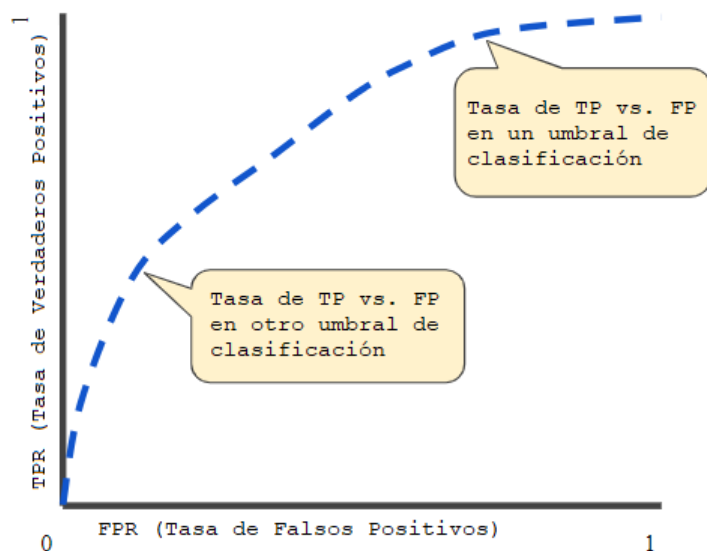 1
TPR (Tasa de Verdaderos Positivos)
Tasa de TP vs. FP
en un umbral de
clasificación
Tasa de TP vs. FP
en otro umbral de
clasificación
0
FPR (Tasa de Falsos Positivos)
1